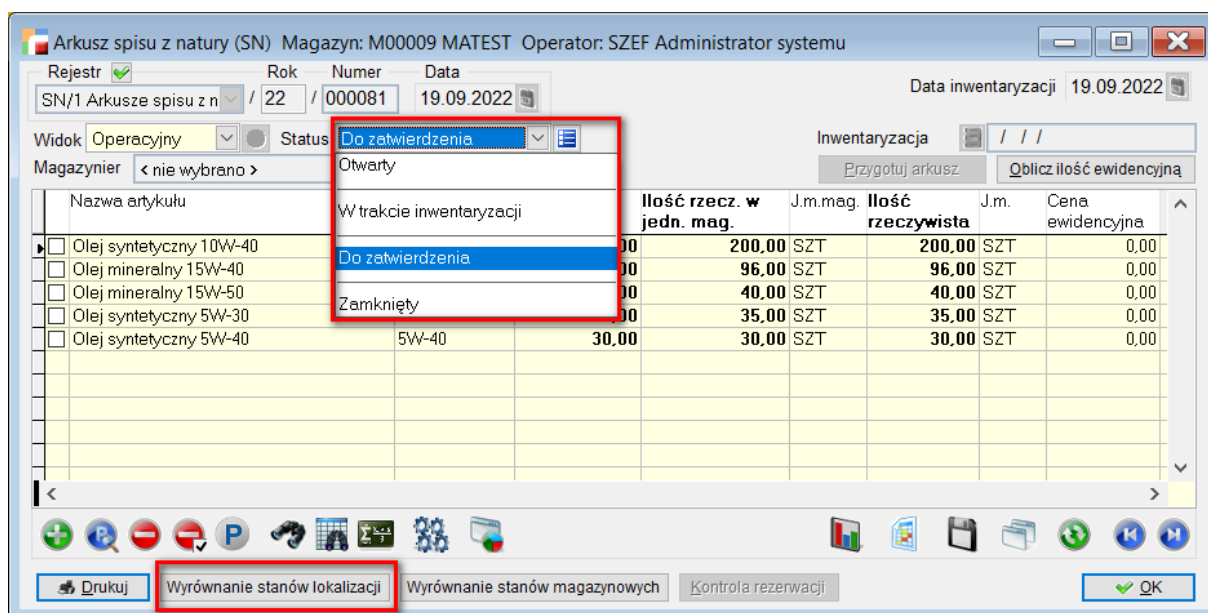 Arkusz spisu z natury (SN) Magazyn: M00009 MATEST Operator: SZEF Administrator systemu
Rejestr Rok Numer Data
SN/1 Arkusze spisu z n / 22 / 000081 19.09.2022 Data inwentaryzacji 19.09.2022
Widok Operacyjny Status Do zatwierdzenia Inwentaryzacja / / /
Magazynier < nie wybrano > Przygotuj arkusz Oblicz ilość ewidencyjną
Otwarty
W trakcie inwentaryzacji
Do zatwierdzenia
Zamknięty
Nazwa artykułu Ilość rzecz. w jedn. mag. J.m.mag. Ilość rzeczywista J.m. Cena ewidencyjna
Olej syntetyczny 10W-40 00 200,00 SZT 200,00 SZT 0,00
Olej mineralny 15W-40 00 96,00 SZT 96,00 SZT 0,00
Olej mineralny 15W-50 00 40,00 SZT 40,00 SZT 0,00
Olej syntetyczny 5W-30 35,00 SZT 35,00 SZT 0,00
Olej syntetyczny 5W-40 5W-40 30,00 30,00 SZT 30,00 SZT 0,00
P
Drukuj Wyrównanie stanów lokalizacji Wyrównanie stanów magazynowych Kontrola rezerwacji OK